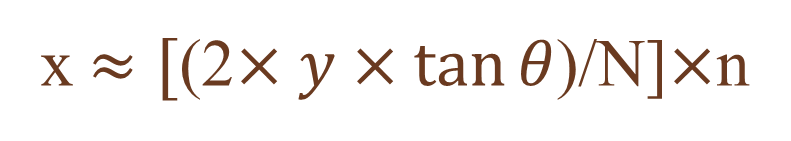 x ≈ [(2× y × tan θ)/N]×n